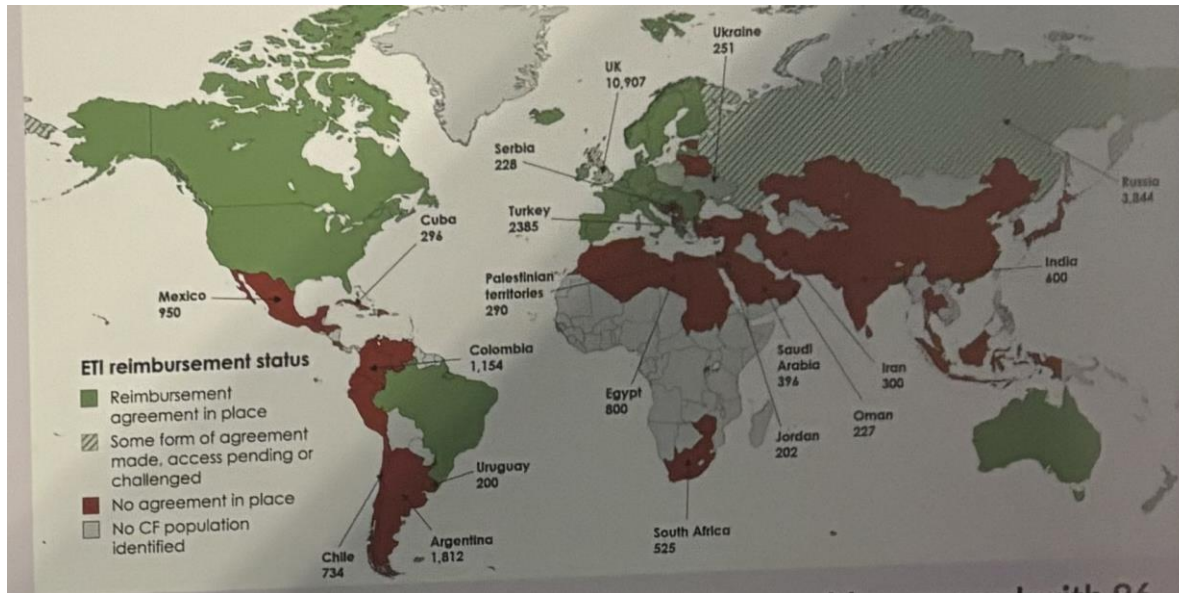 Ukraine
251
UK
10,907
Serbia
228
Turkey
2385
Russia
3,844
Cuba
296
India
600
Mexico
950
Palestinian
territories
290
Colombia
1,154
Saudi
Arabia
396
Iran
300
Egypt
800
Oman
227
Jordan
202
ETI reimbursement status
Reimbursement
agreement in place
Some form of agreement
made, access pending or
challenged
No agreement in place
No CF population
identified
Uruguay
200
South Africa
525
Argentina
1,812
Chile
734